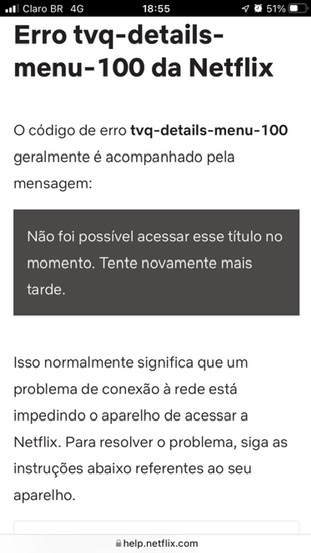 Claro BR 4G 18:55 51%
Erro tvq-details-
menu-100 da Netflix
O código de erro tvq-details-menu-100
geralmente é acompanhado pela
mensagem:
Não foi possível acessar esse título no
momento. Tente novamente mais
tarde.
Isso normalmente significa que um
problema de conexão à rede está
impedindo o aparelho de acessar a
Netflix. Para resolver o problema, siga as
instruções abaixo referentes ao seu
aparelho.
help.netflix.com